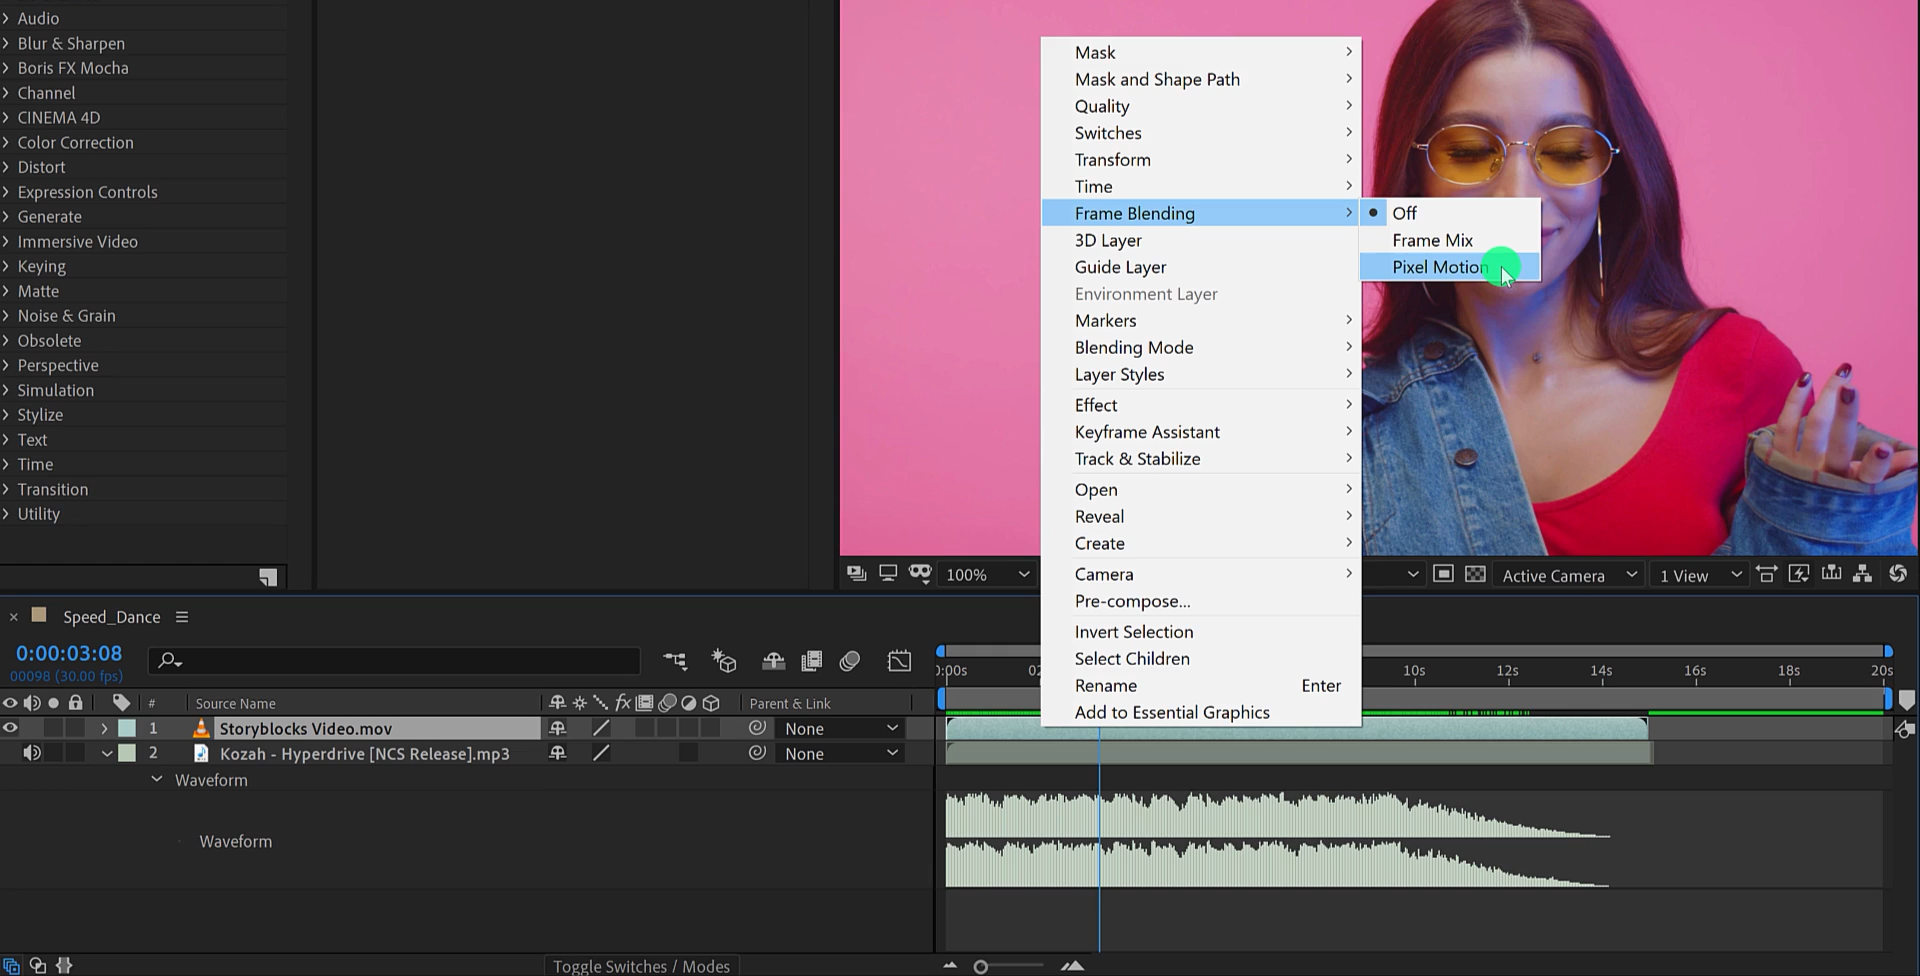 Audio
Blur & Sharpen
Boris FX Mocha
Channel
CINEMA 4D
Color Correction
Distort
Expression Controls
Generate
Immersive Video
Keying
Matte
Noise & Grain
Obsolete
Perspective
Simulation
Stylize
Text
Time
Transition
Utility
Mask
Mask and Shape Path
Quality
Switches
Transform
Time
Frame Blending
3D Layer
Guide Layer
Environment Layer
Markers
Blending Mode
Layer Styles
Effect
Keyframe Assistant
Track & Stabilize
Open
Reveal
Create
Camera
Pre-compose...
Invert Selection
Select Children
Rename Enter
Add to Essential Graphics
Off
Frame Mix
Pixel Motion
100%
Active Camera
1 View
Speed_Dance
0:00:03:08
00098 (30.00 fps)
):00s 02 10s 12s 14s 16s 18s 20s
# Source Name fx Parent & Link
1 Storyblocks Video.mov None
2 Kozah - Hyperdrive [NCS Release].mp3 None
Waveform
Waveform
Toggle Switches / Modes